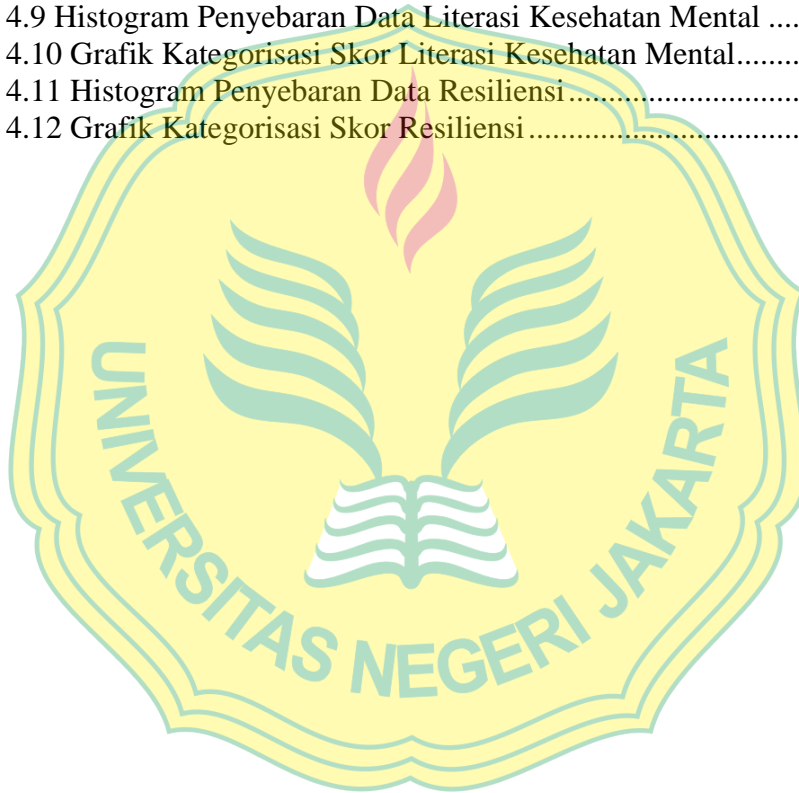 4.9 Histogram Penyebaran Data Literasi Kesehatan Mental ....
4.10 Grafik Kategorisasi Skor Literasi Kesehatan Mental........
4.11 Histogram Penyebaran Data Resiliensi.............................
4.12 Grafik Kategorisasi Skor Resiliensi..................................
UNIVERSITAS NEGERI JAKARTA